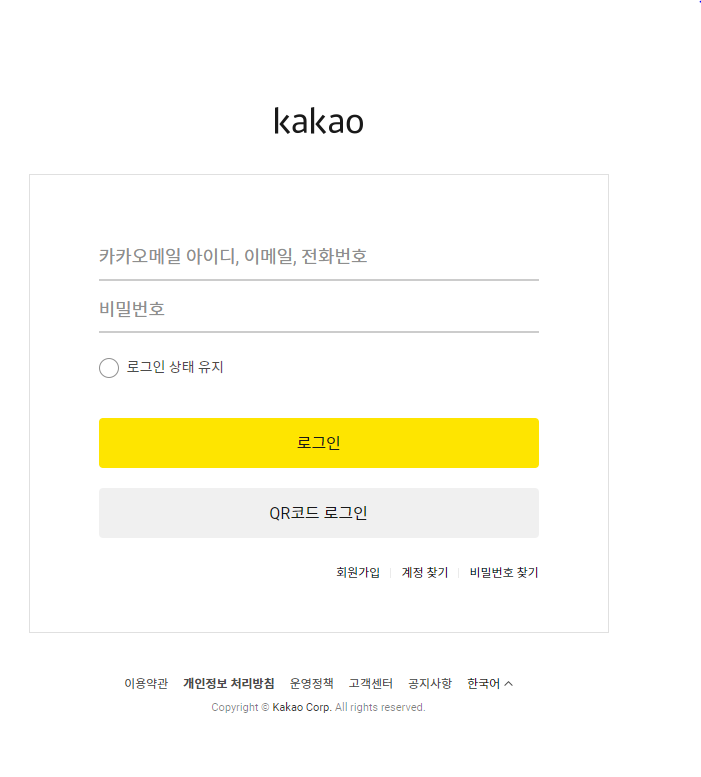 kakao
카카오메일 아이디, 이메일, 전화번호
비밀번호
로그인 상태 유지
로그인
QR코드 로그인
회원가입 계정 찾기 비밀번호 찾기
이용약관 개인정보 처리방침 운영정책 고객센터 공지사항 한국어
Copyright © Kakao Corp. All rights reserved.